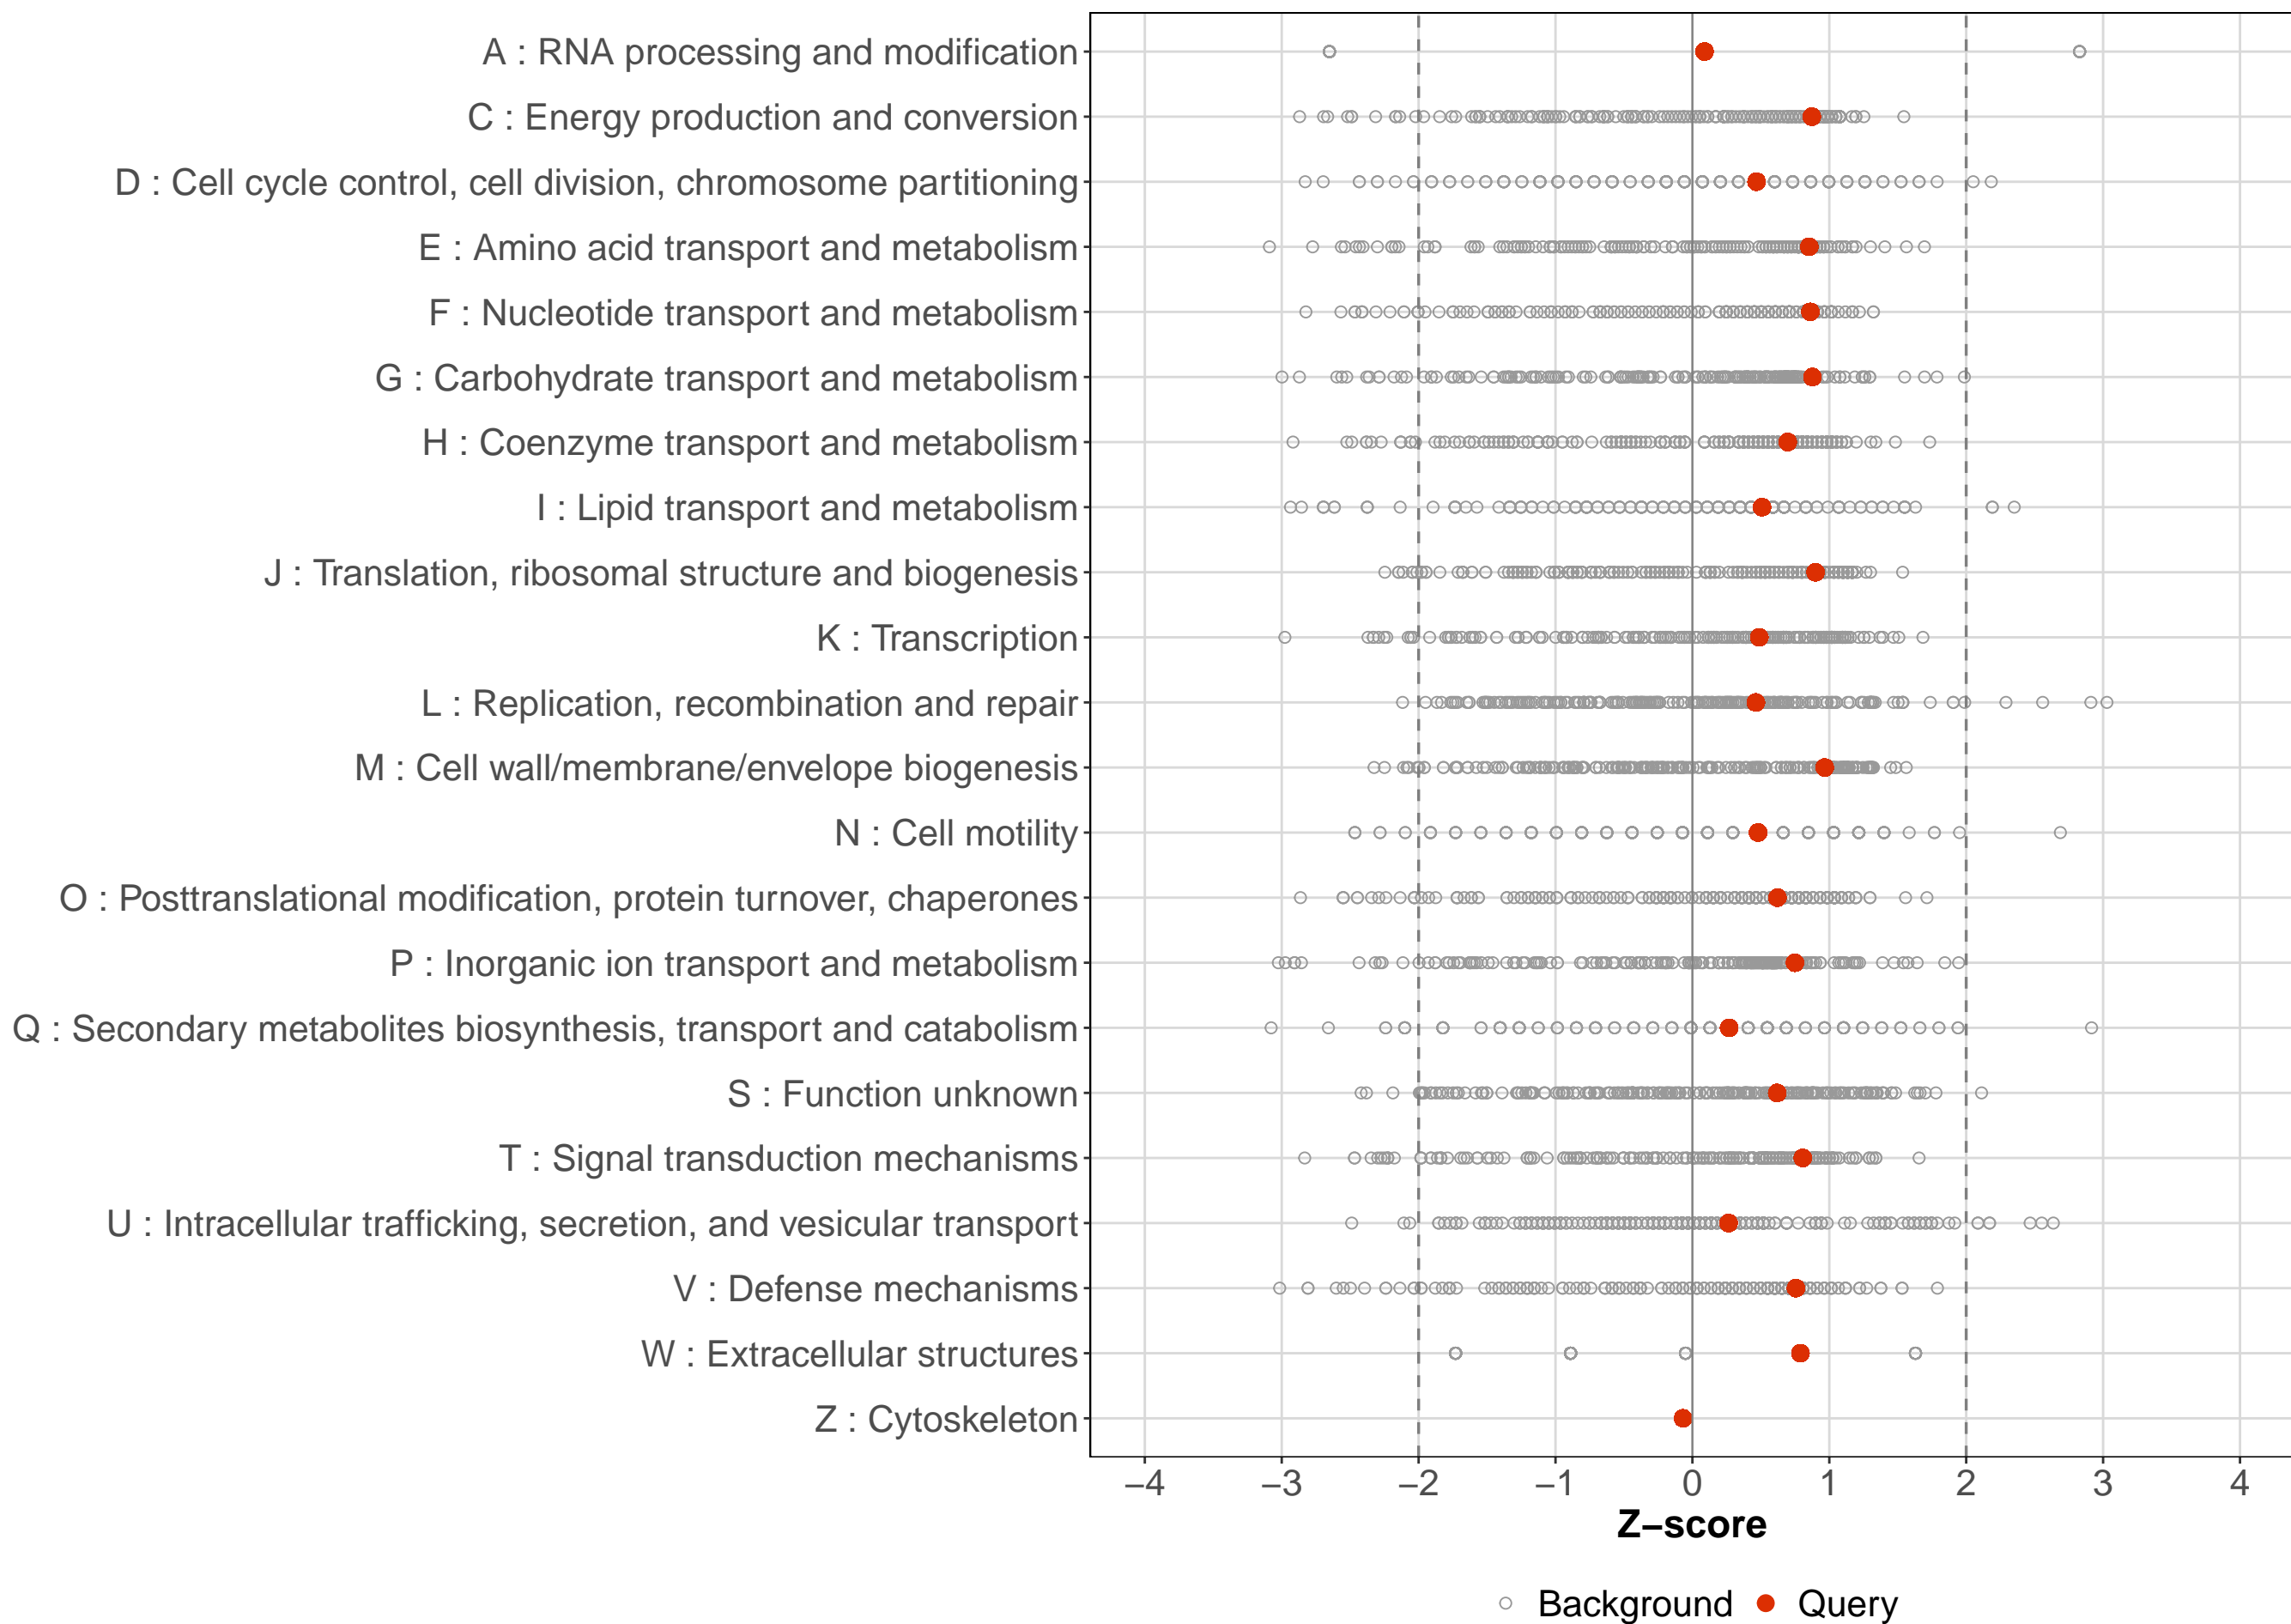 A : RNA processing and modification
C : Energy production and conversion
D : Cell cycle control, cell division, chromosome partitioning
E : Amino acid transport and metabolism
F : Nucleotide transport and metabolism
G : Carbohydrate transport and metabolism
H : Coenzyme transport and metabolism
I : Lipid transport and metabolism
J : Translation, ribosomal structure and biogenesis
K : Transcription
L : Replication, recombination and repair
M : Cell wall/membrane/envelope biogenesis
N : Cell motility
O : Posttranslational modification, protein turnover, chaperones
P : Inorganic ion transport and metabolism
Q : Secondary metabolites biosynthesis, transport and catabolism
S : Function unknown
T : Signal transduction mechanisms
U : Intracellular trafficking, secretion, and vesicular transport
V : Defense mechanisms
W : Extracellular structures
Z : Cytoskeleton
−4 −3 −2 −1 0 1 2 3 4
Z−score
Background Query